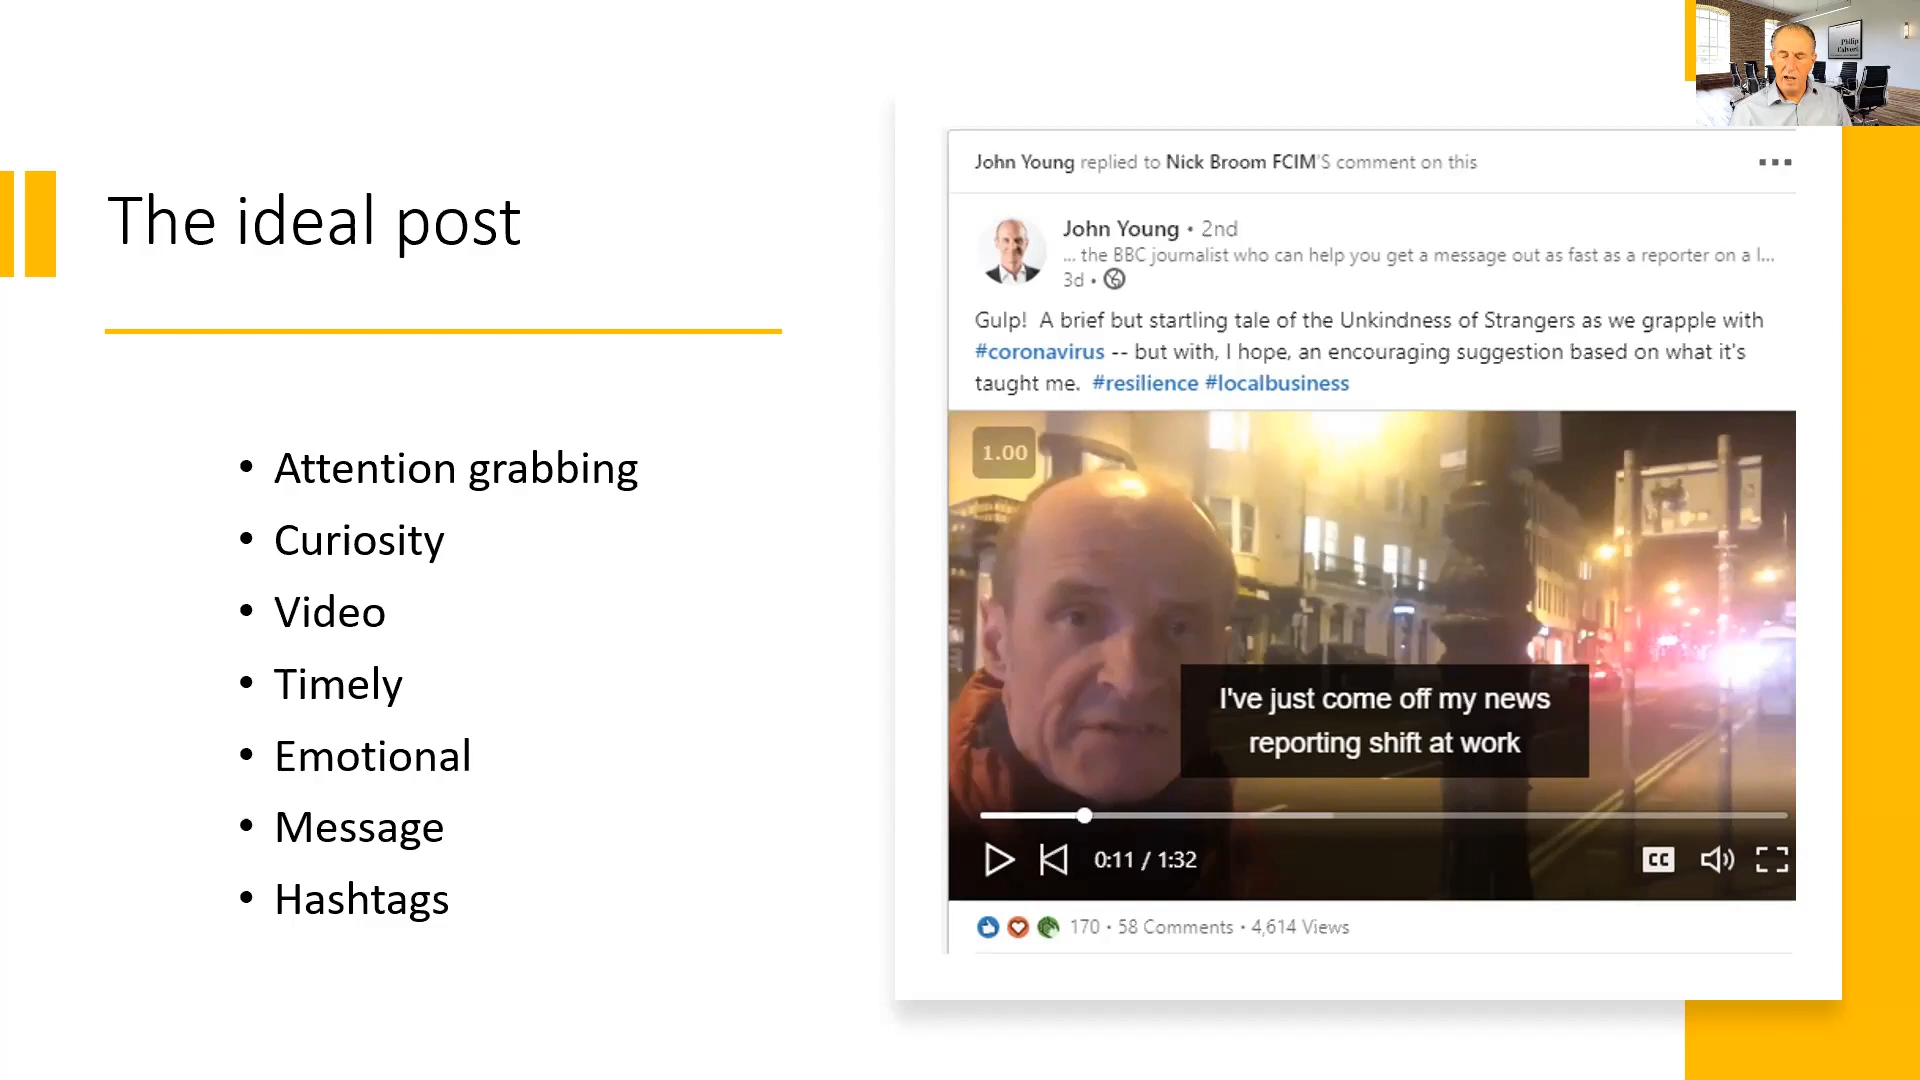 Philip
Calvert
The ideal post
• Attention grabbing
• Curiosity
• Video
• Timely
• Emotional
• Message
• Hashtags
John Young replied to Nick Broom FCIM'S comment on this
John Young • 2nd
... the BBC journalist who can help you get a message out as fast as a reporter on a l...
3d •
Gulp! A brief but startling tale of the Unkindness of Strangers as we grapple with
#coronavirus -- but with, I hope, an encouraging suggestion based on what it's
taught me. #resilience #localbusiness
1.00
I've just come off my news
reporting shift at work
0:11 / 1:32
CC
170 • 58 Comments • 4,614 Views